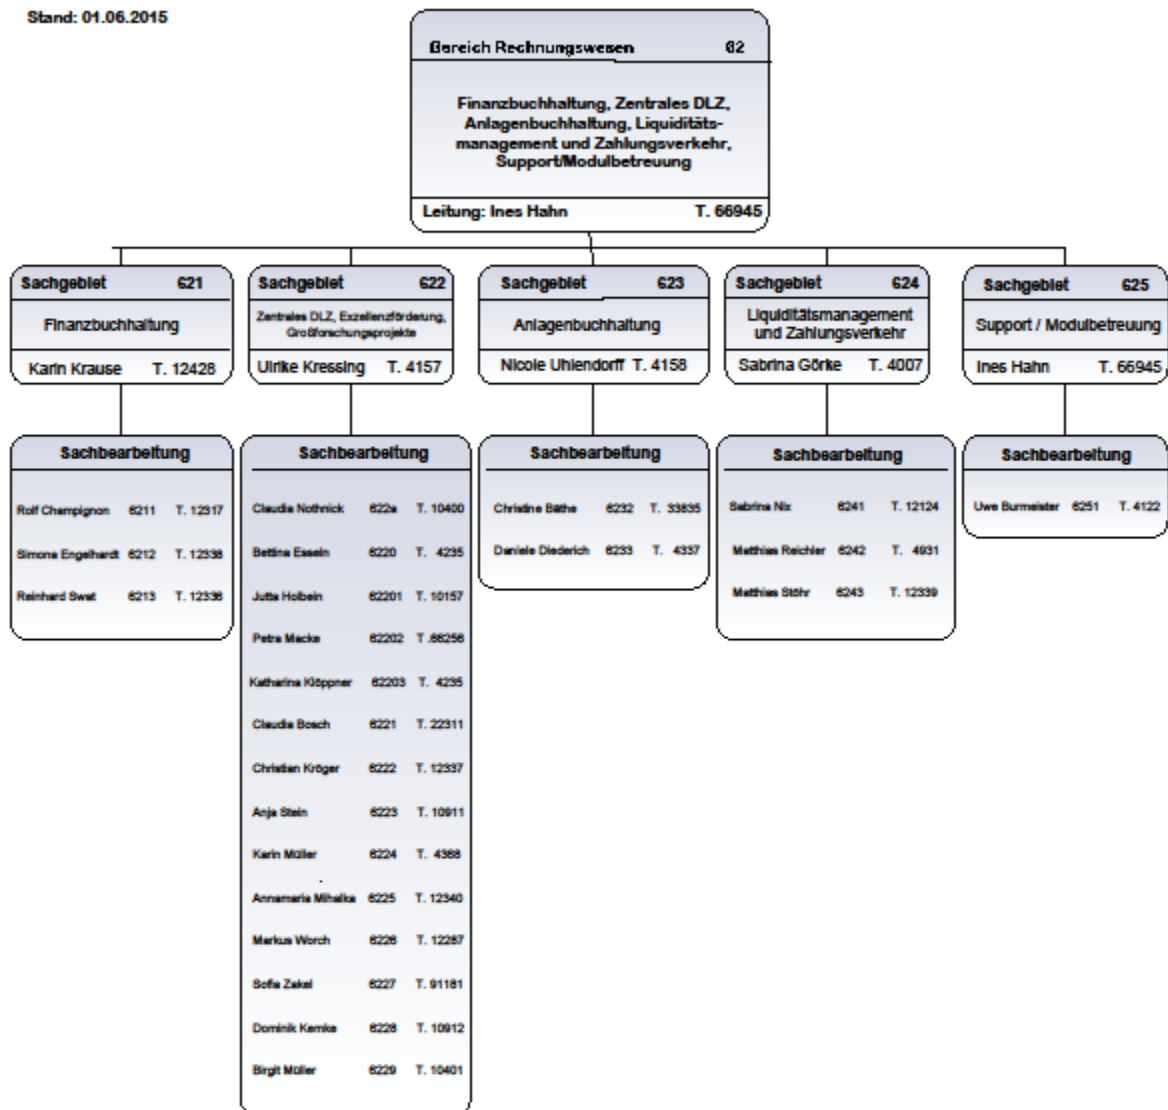 Stand: 01.06.2015
Bereich Rechnungswesen 62
Finanzbuchhaltung, Zentrales DLZ,
Anlagenbuchhaltung, Liquiditäts-
management und Zahlungsverkehr,
Support/Modulbetreuung
Leitung: Ines Hahn T. 66945
Sachgebiet 621
Finanzbuchhaltung
Karin Krause T. 12428
Sachgebiet 622
Zentrales DLZ, Exzellenzförderung,
Großforschungsprojekte
Ulrike Kressing T. 4157
Sachgebiet 623
Anlagenbuchhaltung
Nicole Uhlendorff T. 4158
Sachgebiet 624
Liquiditätsmanagement
und Zahlungsverkehr
Sabrina Görke T. 4007
Sachgebiet 625
Support / Modulbetreuung
Ines Hahn T. 66945
Sachbearbeitung
Rolf Champignon 6211 T. 12317
Simone Engelhardt 6212 T. 12338
Reinhard Swat 6213 T. 12336
Sachbearbeitung
Claudia Nothnick 622a T. 10400
Bettina Esseln 6220 T. 4235
Jutta Holbein 62201 T. 10157
Petra Macke 62202 T .66256
Katharina Klöppner 62203 T. 4235
Claudia Bosch 6221 T. 22311
Christian Kröger 6222 T. 12337
Anja Stein 6223 T. 10911
Karin Müller 6224 T. 4368
Annamaria Mihalka 6225 T. 12340
Markus Worch 6226 T. 12287
Sofia Zakel 6227 T. 91181
Dominik Kemke 6228 T. 10912
Birgit Müller 6229 T. 10401
Sachbearbeitung
Christine Bäthe 6232 T. 33835
Daniele Diederich 6233 T. 4337
Sachbearbeitung
Sabrina Nix 6241 T. 12124
Matthias Reichler 6242 T. 4931
Matthias Stöhr 6243 T. 12339
Sachbearbeitung
Uwe Burmeister 6251 T. 4122